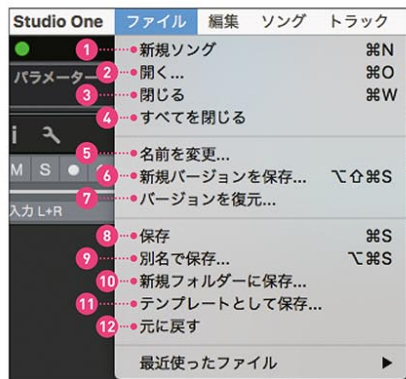 Studio One ファイル 編集 ソング トラック
1 新規ソング ⌘N
2 開く... ⌘O
パラメーター
3 閉じる ⌘W
4 すべてを閉じる
5 名前を変更...
M S
6 新規バージョンを保存... ⌥⇧⌘S
7 バージョンを復元...
入力 L+R
8 保存 ⌘S
9 別名で保存... ⌥⌘S
10 新規フォルダーに保存...
11 テンプレートとして保存...
12 元に戻す
最近使ったファイル ▶